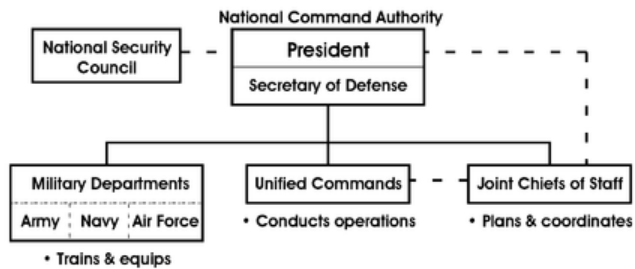 National Command Authority
National Security
Council
President
Secretary of Defense
Military Departments
Army Navy Air Force
• Trains & equips
Unified Commands
• Conducts operations
Joint Chiefs of Staff
• Plans & coordinates